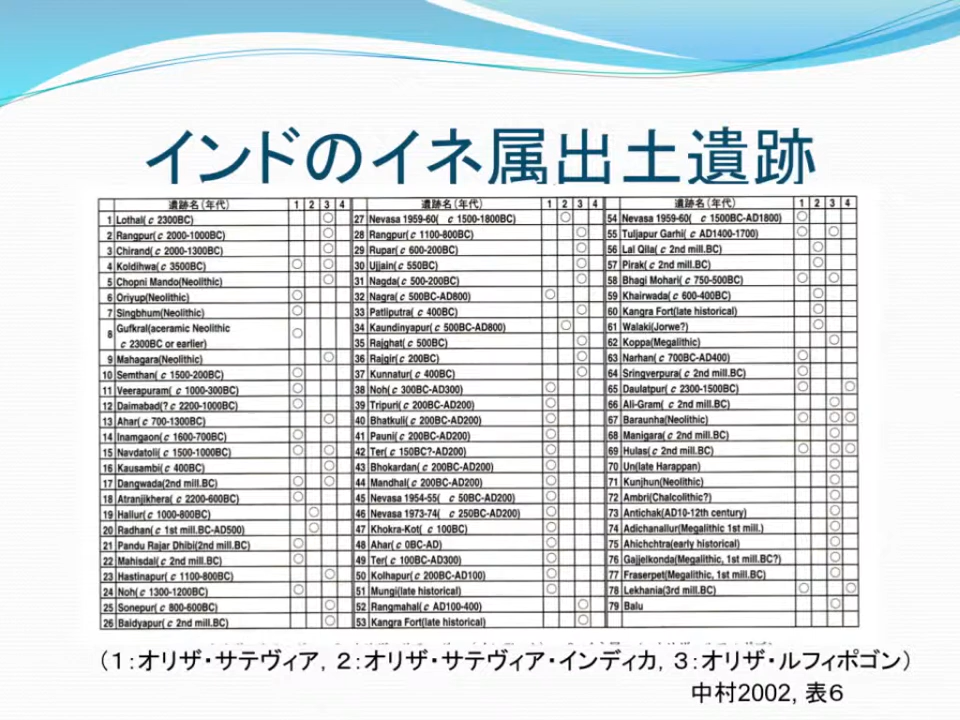 インドのイネ属出土遺跡
遺跡名(年代) 1 2 3 4
1 Lothal(c 2300BC) ○
2 Rangpur(c 2000-1000BC) ○
3 Chirand(c 2000-1300BC) ○
4 Koldihwa(c 3500BC) ○ ○
5 Chopni Mando(Neolithic) ○
6 Oriyup(Neolithic) ○
7 Singbhum(Neolithic) ○
8 Gufkral(aceramic Neolithic
c 2300BC or earlier) ○
9 Mahagara(Neolithic) ○
10 Semthan(c 1500-200BC) ○
11 Veerapuram(c 1000-300BC) ○
12 Daimabad(?c 2200-1000BC) ○
13 Ahar(c 700-1300BC) ○
14 Inamgaon(c 1600-700BC) ○
15 Navdatoli(c 1500-1000BC) ○ ○
16 Kausambi(c 400BC) ○
17 Dangwada(2nd mill.BC) ○ ○
18 Atranjikhera(c 2200-600BC) ○
19 Hallur(c 1000-800BC) ○
20 Radhan(c 1st mill.BC-AD500) ○
21 Pandu Rajar Dhibi(2nd mill.BC) ○
22 Mahisdal(c 2nd mill.BC) ○
23 Hastinapur(c 1100-800BC) ○
24 Noh(c 1300-1200BC) ○
25 Sonepur(c 800-600BC) ○
26 Baidyapur(c 2nd mill.BC) ○
遺跡名(年代) 1 2 3 4
27 Nevasa 1959-60( c 1500-1800BC) ○
28 Rangpur(c 1100-800BC) ○
29 Rupar(c 600-200BC) ○
30 Ujjain(c 550BC) ○
31 Nagda(c 500-200BC) ○
32 Nagra(c 500BC-AD800) ○
33 Patliputra(c 400BC) ○
34 Kaundinyapur(c 500BC-AD800) ○
35 Rajghat(c 500BC) ○
36 Rajgir(c 200BC) ○
37 Kunnatur(c 400BC) ○
38 Noh(c 300BC-AD300) ○
39 Tripuri(c 200BC-AD200) ○
40 Bhatkuli(c 200BC-AD200) ○
41 Pauni(c 200BC-AD200) ○
42 Ter(c 150BC?-AD200) ○
43 Bhokardan(c 200BC-AD200) ○
44 Mandhal(c 200BC-AD200) ○
45 Nevasa 1954-55(c 50BC-AD200) ○
46 Nevasa 1973-74(c 250BC-AD200) ○
47 Khokra-Kot(c 100BC) ○
48 Ahar(c 0BC-AD) ○
49 Ter(c 100BC-AD300) ○
50 Kolhapur(c 200BC-AD100) ○
51 Mungi(late historical) ○
52 Rangmahal(c AD100-400) ○
53 Kangra Fort(late historical) ○
遺跡名(年代) 1 2 3 4
54 Nevasa 1959-60( c 1500BC-AD1800) ○
55 Tuljapur Garhi(c AD1400-1700) ○ ○
56 Lal Qila(c 2nd mill.BC) ○
57 Pirak(c 2nd mill.BC) ○
58 Bhagi Mohari(c 750-500BC) ○ ○
59 Khairwada(c 600-400BC) ○
60 Kangra Fort(late historical) ○
61 Walaki(Jorwe?) ○
62 Koppa(Megalithic) ○
63 Narhan(c 700BC-AD400) ○
64 Sringverpura(c 2nd mill.BC) ○
65 Daulatpur(c 2300-1500BC) ○ ○
66 Ali-Gram(c 2nd mill.BC) ○
67 Baraunha(Neolithic) ○ ○ ○
68 Manigara(c 2nd mill.BC) ○
69 Hulas(c 2nd mill.BC) ○ ○ ○
70 Un(late Harappan) ○
71 Kunjhun(Neolithic) ○
72 Ambri(Chalcolithic?) ○
73 Antichak(AD10-12th century) ○
74 Adichanallur(Megalithic 1st mill.) ○
75 Ahichchtra(early historical) ○
76 Gajjelkonda(Megalithic, 1st mill.BC?) ○
77 Fraserpet(Megalithic, 1st mill.BC) ○
78 Lekhania(3rd mill.BC) ○ ○
79 Balu ○
(1:オリザ・サテヴィア, 2:オリザ・サテヴィア・インディカ, 3:オリザ・ルフィポゴン)
中村2002, 表6